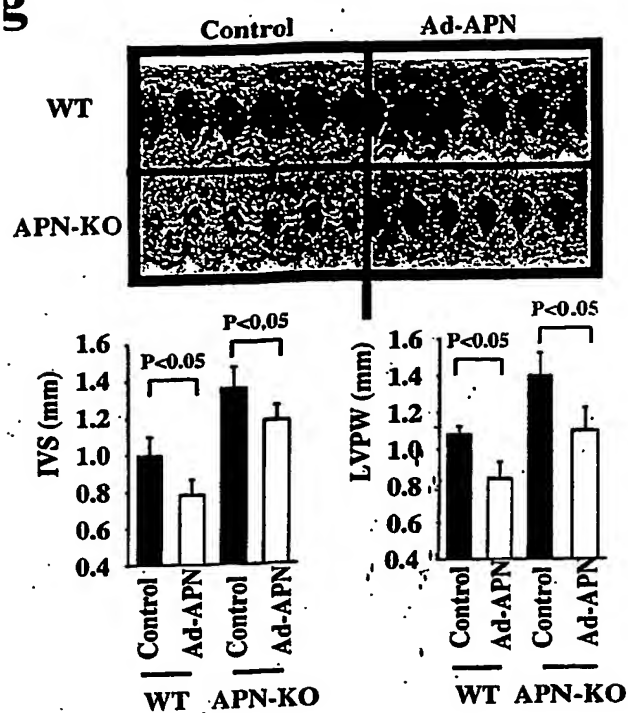 g
Control Ad-APN
WT
APN-KO
P<0.05
P<0.05
1.6
1.4
1.2
1.0
0.8
0.6
0.4
IVS (mm)
Control
Ad-APN
Control
Ad-APN
WT APN-KO
P<0.05
P<0.05
1.6
1.4
1.2
1.0
0.8
0.6
0.4
LVPW (mm)
Control
Ad-APN
Control
Ad-APN
WT APN-KO